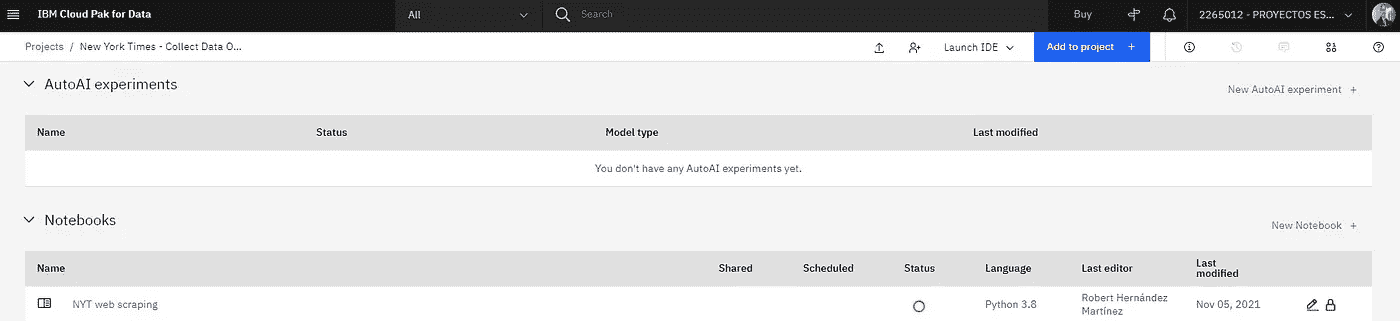 IBM Cloud Pak for Data All Search Buy 2265012 - PROYECTOS ES...
Projects / New York Times - Collect Data O... Launch IDE Add to project +
AutoAI experiments New AutoAI experiment +
Name Status Model type Last modified
You don't have any AutoAI experiments yet.
Notebooks New Notebook +
Name Shared Scheduled Status Language Last editor Last modified
NYT web scraping Python 3.8 Robert Hernández Martínez Nov 05, 2021